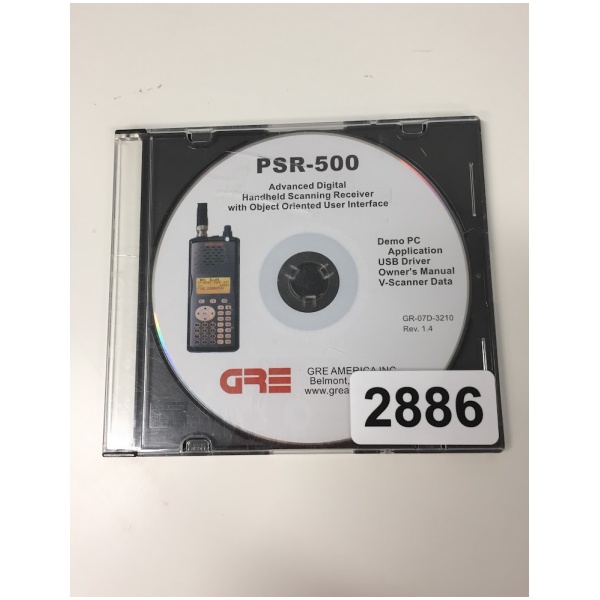 PSR-500
Advanced Digital
Handheld Scanning Receiver
with Object Oriented User Interface
Demo PC
Application
USB Driver
Owner's Manual
V-Scanner Data
GR-07D-3210
Rev. 1.4
GRE
GRE AMERICA INC
Belmont,
www.grea
2886